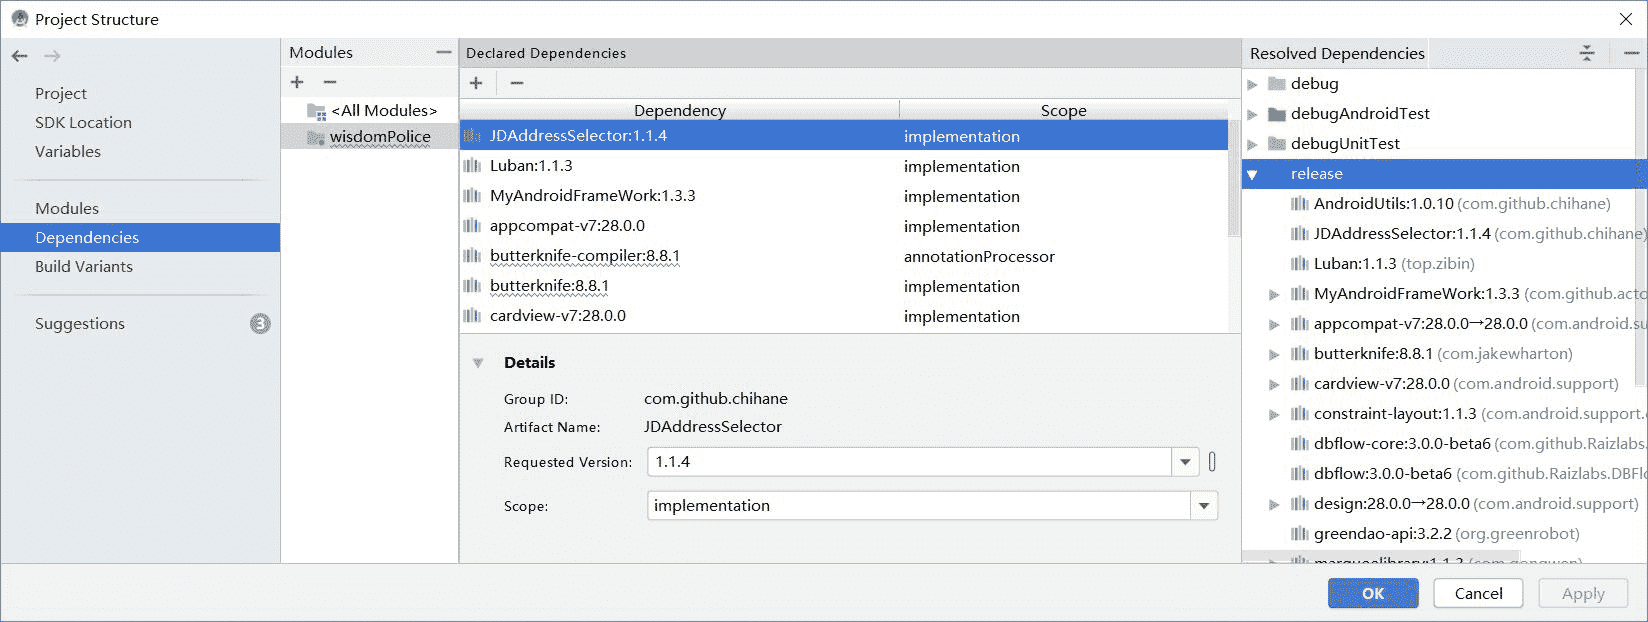 Project Structure
Project
SDK Location
Variables
Modules
Dependencies
Build Variants
Suggestions
3
Modules
<All Modules>
wisdomPolice
Declared Dependencies
Dependency Scope
JDAddressSelector:1.1.4 implementation
Luban:1.1.3 implementation
MyAndroidFrameWork:1.3.3 implementation
appcompat-v7:28.0.0 implementation
butterknife-compiler:8.8.1 annotationProcessor
butterknife:8.8.1 implementation
cardview-v7:28.0.0 implementation
Details
Group ID: com.github.chihane
Artifact Name: JDAddressSelector
Requested Version: 1.1.4
Scope: implementation
Resolved Dependencies
debug
debugAndroidTest
debugUnitTest
release
AndroidUtils:1.0.10 (com.github.chihane)
JDAddressSelector:1.1.4 (com.github.chihane)
Luban:1.1.3 (top.zibin)
MyAndroidFrameWork:1.3.3 (com.github.acto
appcompat-v7:28.0.0→28.0.0 (com.android.su
butterknife:8.8.1 (com.jakewharton)
cardview-v7:28.0.0 (com.android.support)
constraint-layout:1.1.3 (com.android.support.
dbflow-core:3.0.0-beta6 (com.github.Raizlabs.
dbflow:3.0.0-beta6 (com.github.Raizlabs.DBFlo
design:28.0.0→28.0.0 (com.android.support)
greendao-api:3.2.2 (org.greenrobot)
marqueelibrary:1.1.3 (com.gongwen)
OK Cancel Apply